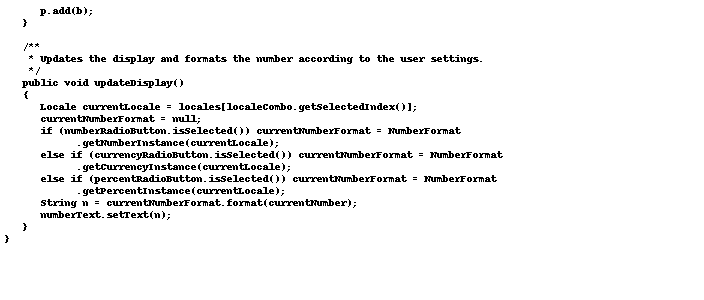 p.add(b);
   }

   /**
    * Updates the display and formats the number according to the user settings.
    */
   public void updateDisplay()
   {
      Locale currentLocale = locales[localeCombo.getSelectedIndex()];
      currentNumberFormat = null;
      if (numberRadioButton.isSelected()) currentNumberFormat = NumberFormat
            .getNumberInstance(currentLocale);
      else if (currencyRadioButton.isSelected()) currentNumberFormat = NumberFormat
            .getCurrencyInstance(currentLocale);
      else if (percentRadioButton.isSelected()) currentNumberFormat = NumberFormat
            .getPercentInstance(currentLocale);
      String n = currentNumberFormat.format(currentNumber);
      numberText.setText(n);
   }
}